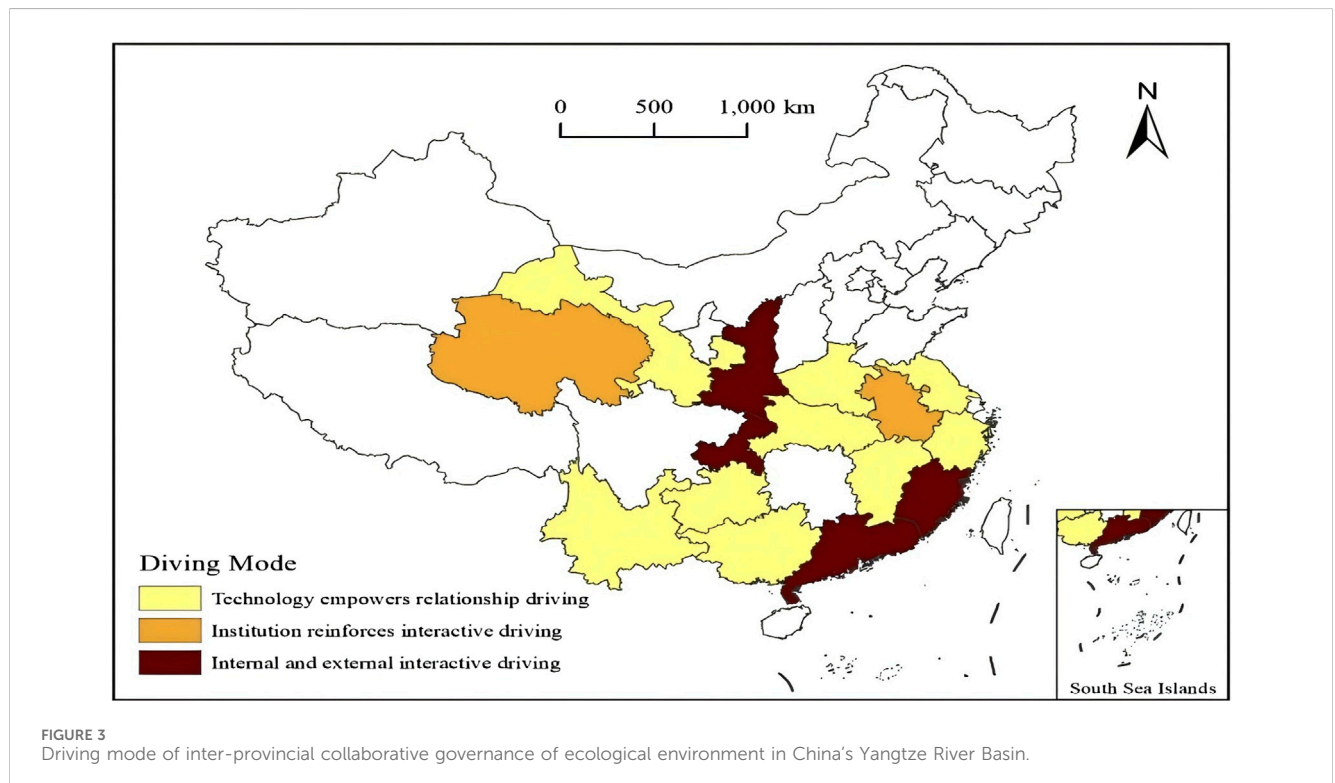 0 500 1,000 km
N
Diving Mode
Technology empowers relationship driving
Institution reinforces interactive driving
Internal and external interactive driving
South Sea Islands
FIGURE 3
Driving mode of inter-provincial collaborative governance of ecological environment in China's Yangtze River Basin.